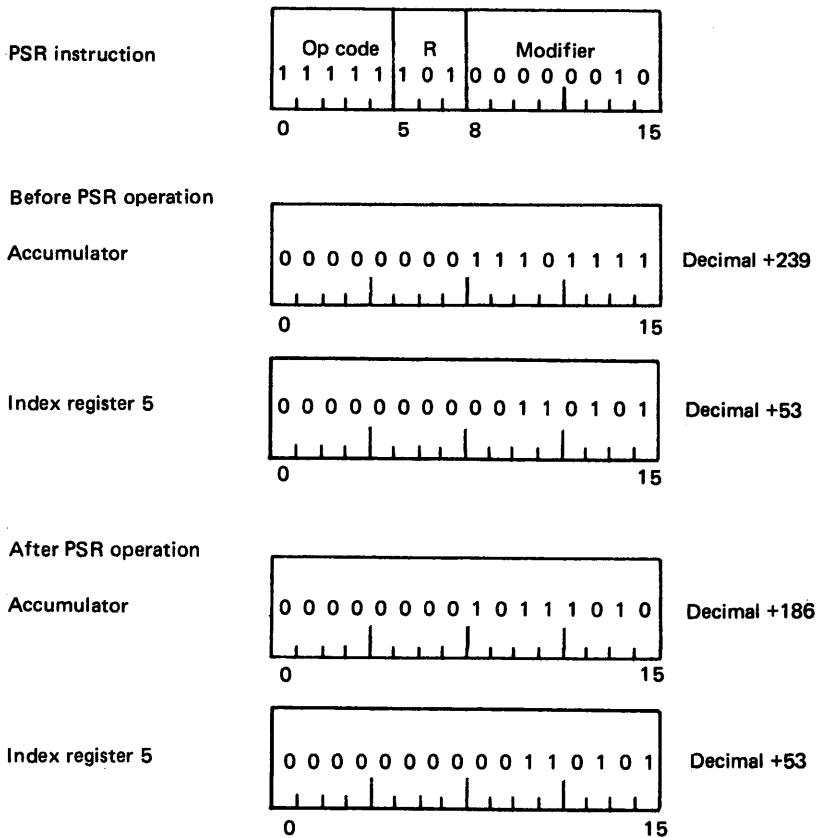 PSR instruction
Op code R Modifier
1 1 1 1 1 1 0 1 0 0 0 0 0 0 1 0
0 5 8 15
Before PSR operation
Accumulator
0 0 0 0 0 0 0 0 1 1 1 0 1 1 1 1 Decimal +239
0 15
Index register 5
0 0 0 0 0 0 0 0 0 0 1 1 0 1 0 1 Decimal +53
0 15
After PSR operation
Accumulator
0 0 0 0 0 0 0 0 1 0 1 1 1 0 1 0 Decimal +186
0 15
Index register 5
0 0 0 0 0 0 0 0 0 0 1 1 0 1 0 1 Decimal +53
0 15